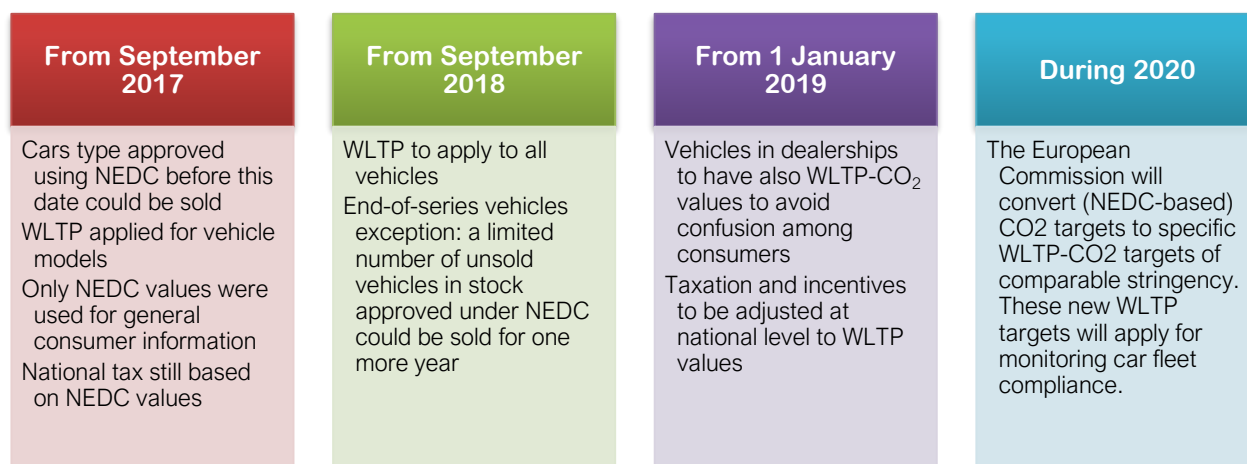 From September
2017
Cars type approved
using NEDC before this
date could be sold
WLTP applied for vehicle
models
Only NEDC values were
used for general
consumer information
National tax still based
on NEDC values
From September
2018
WLTP to apply to all
vehicles
End-of-series vehicles
exception: a limited
number of unsold
vehicles in stock
approved under NEDC
could be sold for one
more year
From 1 January
2019
Vehicles in dealerships
to have also WLTP-CO₂
values to avoid
confusion among
consumers
Taxation and incentives
to be adjusted at
national level to WLTP
values
During 2020
The European
Commission will
convert (NEDC-based)
CO2 targets to specific
WLTP-CO2 targets of
comparable stringency.
These new WLTP
targets will apply for
monitoring car fleet
compliance.